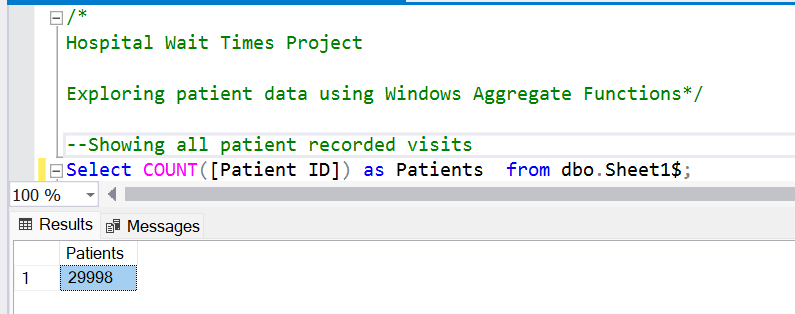 /*
Hospital Wait Times Project
Exploring patient data using Windows Aggregate Functions*/
--Showing all patient recorded visits
Select COUNT([Patient ID]) as Patients  from dbo.Sheet1$;
100 %
Results Messages
Patients
1 29998